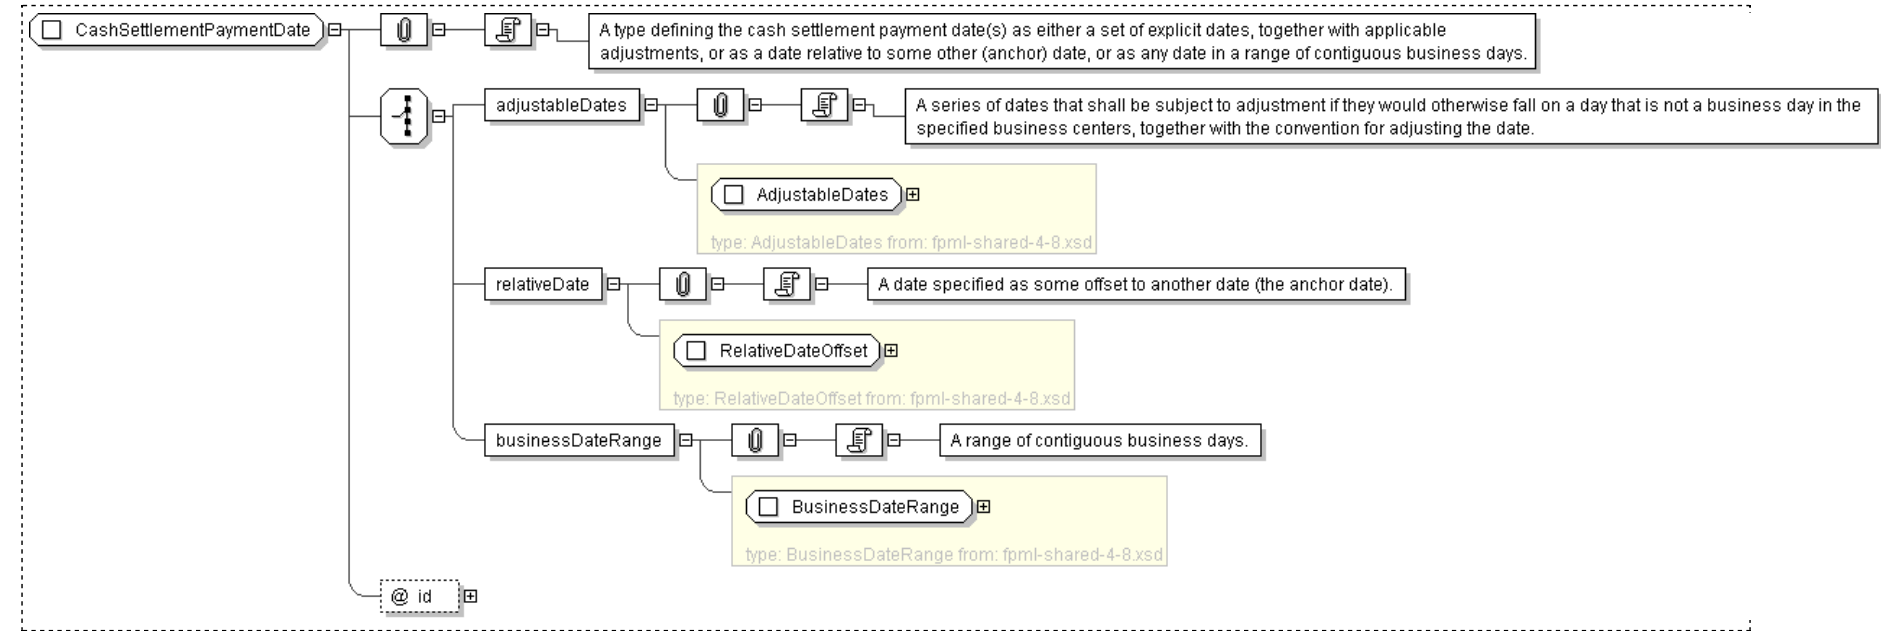 CashSettlementPaymentDate
A type defining the cash settlement payment date(s) as either a set of explicit dates, together with applicable
adjustments, or as a date relative to some other (anchor) date, or as any date in a range of contiguous business days.
adjustableDates
A series of dates that shall be subject to adjustment if they would otherwise fall on a day that is not a business day in the
specified business centers, together with the convention for adjusting the date.
AdjustableDates
type: AdjustableDates from: fpml-shared-4-8.xsd
relativeDate
A date specified as some offset to another date (the anchor date).
RelativeDateOffset
type: RelativeDateOffset from: fpml-shared-4-8.xsd
businessDateRange
A range of contiguous business days.
BusinessDateRange
type: BusinessDateRange from: fpml-shared-4-8.xsd
@ id